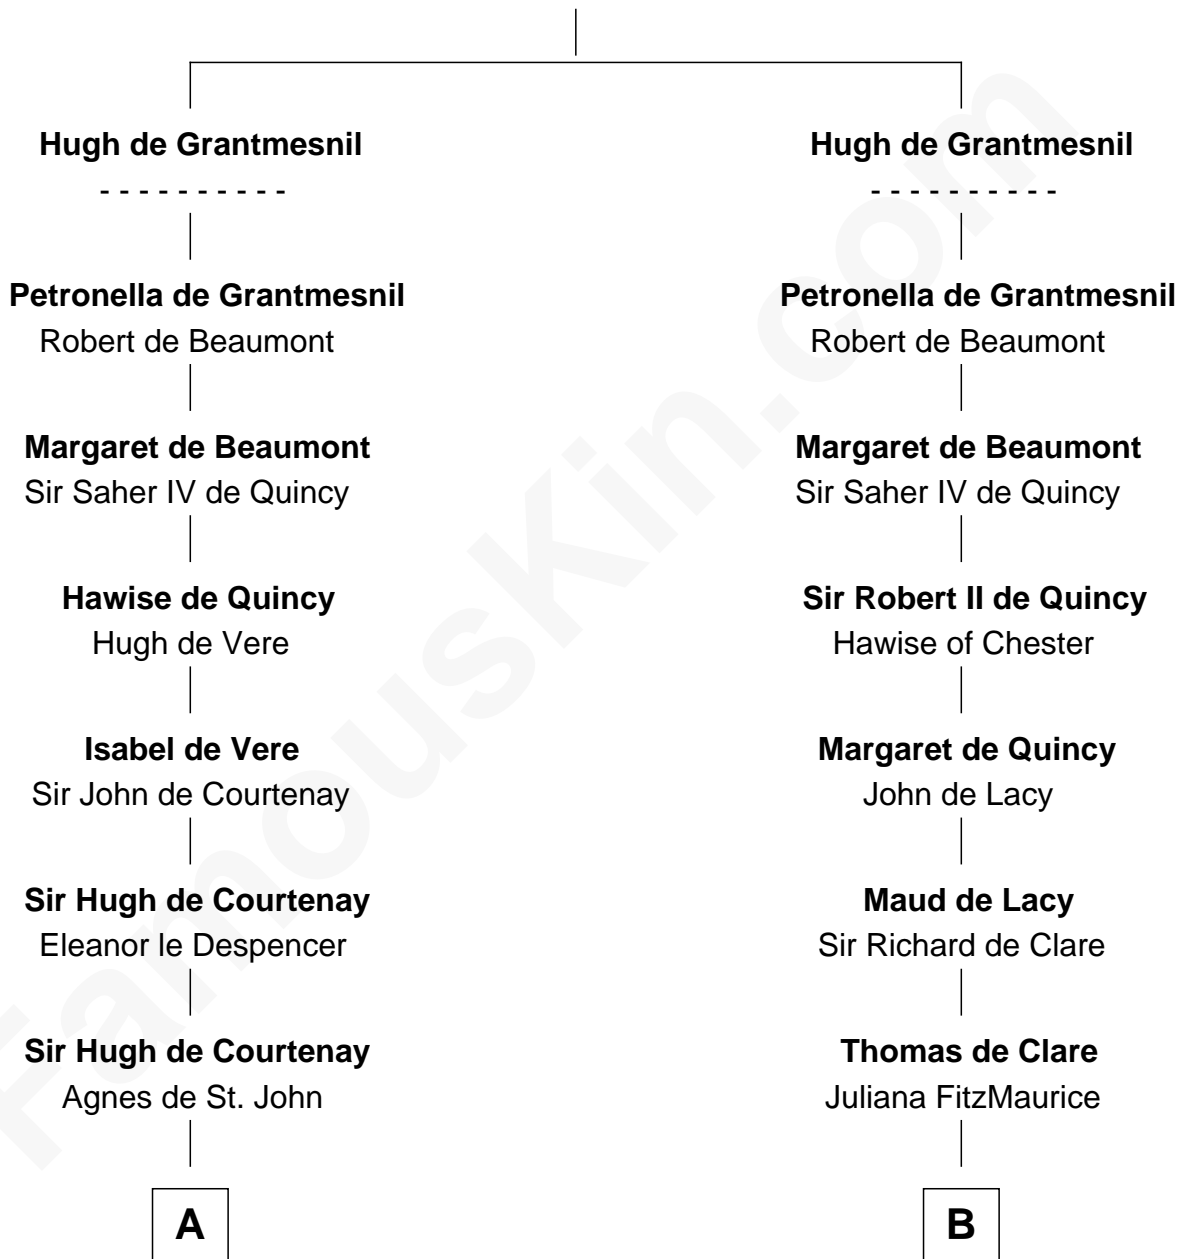 Hugh de Grantmesnil
- - - - - - - - - -
Petronella de Grantmesnil
Robert de Beaumont
Margaret de Beaumont
Sir Saher IV de Quincy
Hawise de Quincy
Hugh de Vere
Isabel de Vere
Sir John de Courtenay
Sir Hugh de Courtenay
Eleanor le Despencer
Sir Hugh de Courtenay
Agnes de St. John
A
Hugh de Grantmesnil
- - - - - - - - - -
Petronella de Grantmesnil
Robert de Beaumont
Margaret de Beaumont
Sir Saher IV de Quincy
Sir Robert II de Quincy
Hawise of Chester
Margaret de Quincy
John de Lacy
Maud de Lacy
Sir Richard de Clare
Thomas de Clare
Juliana FitzMaurice
B
FamousKin.com